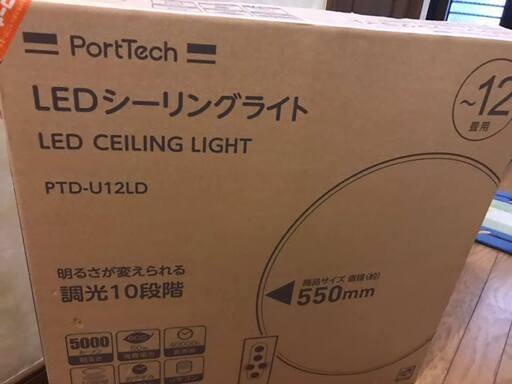 PortTech
LEDシーリングライト
LED CEILING LIGHT
PTD-U12LD
〜12
畳用
明るさが変えられる
調光10段階
商品サイズ 直径(約)
550mm
5000